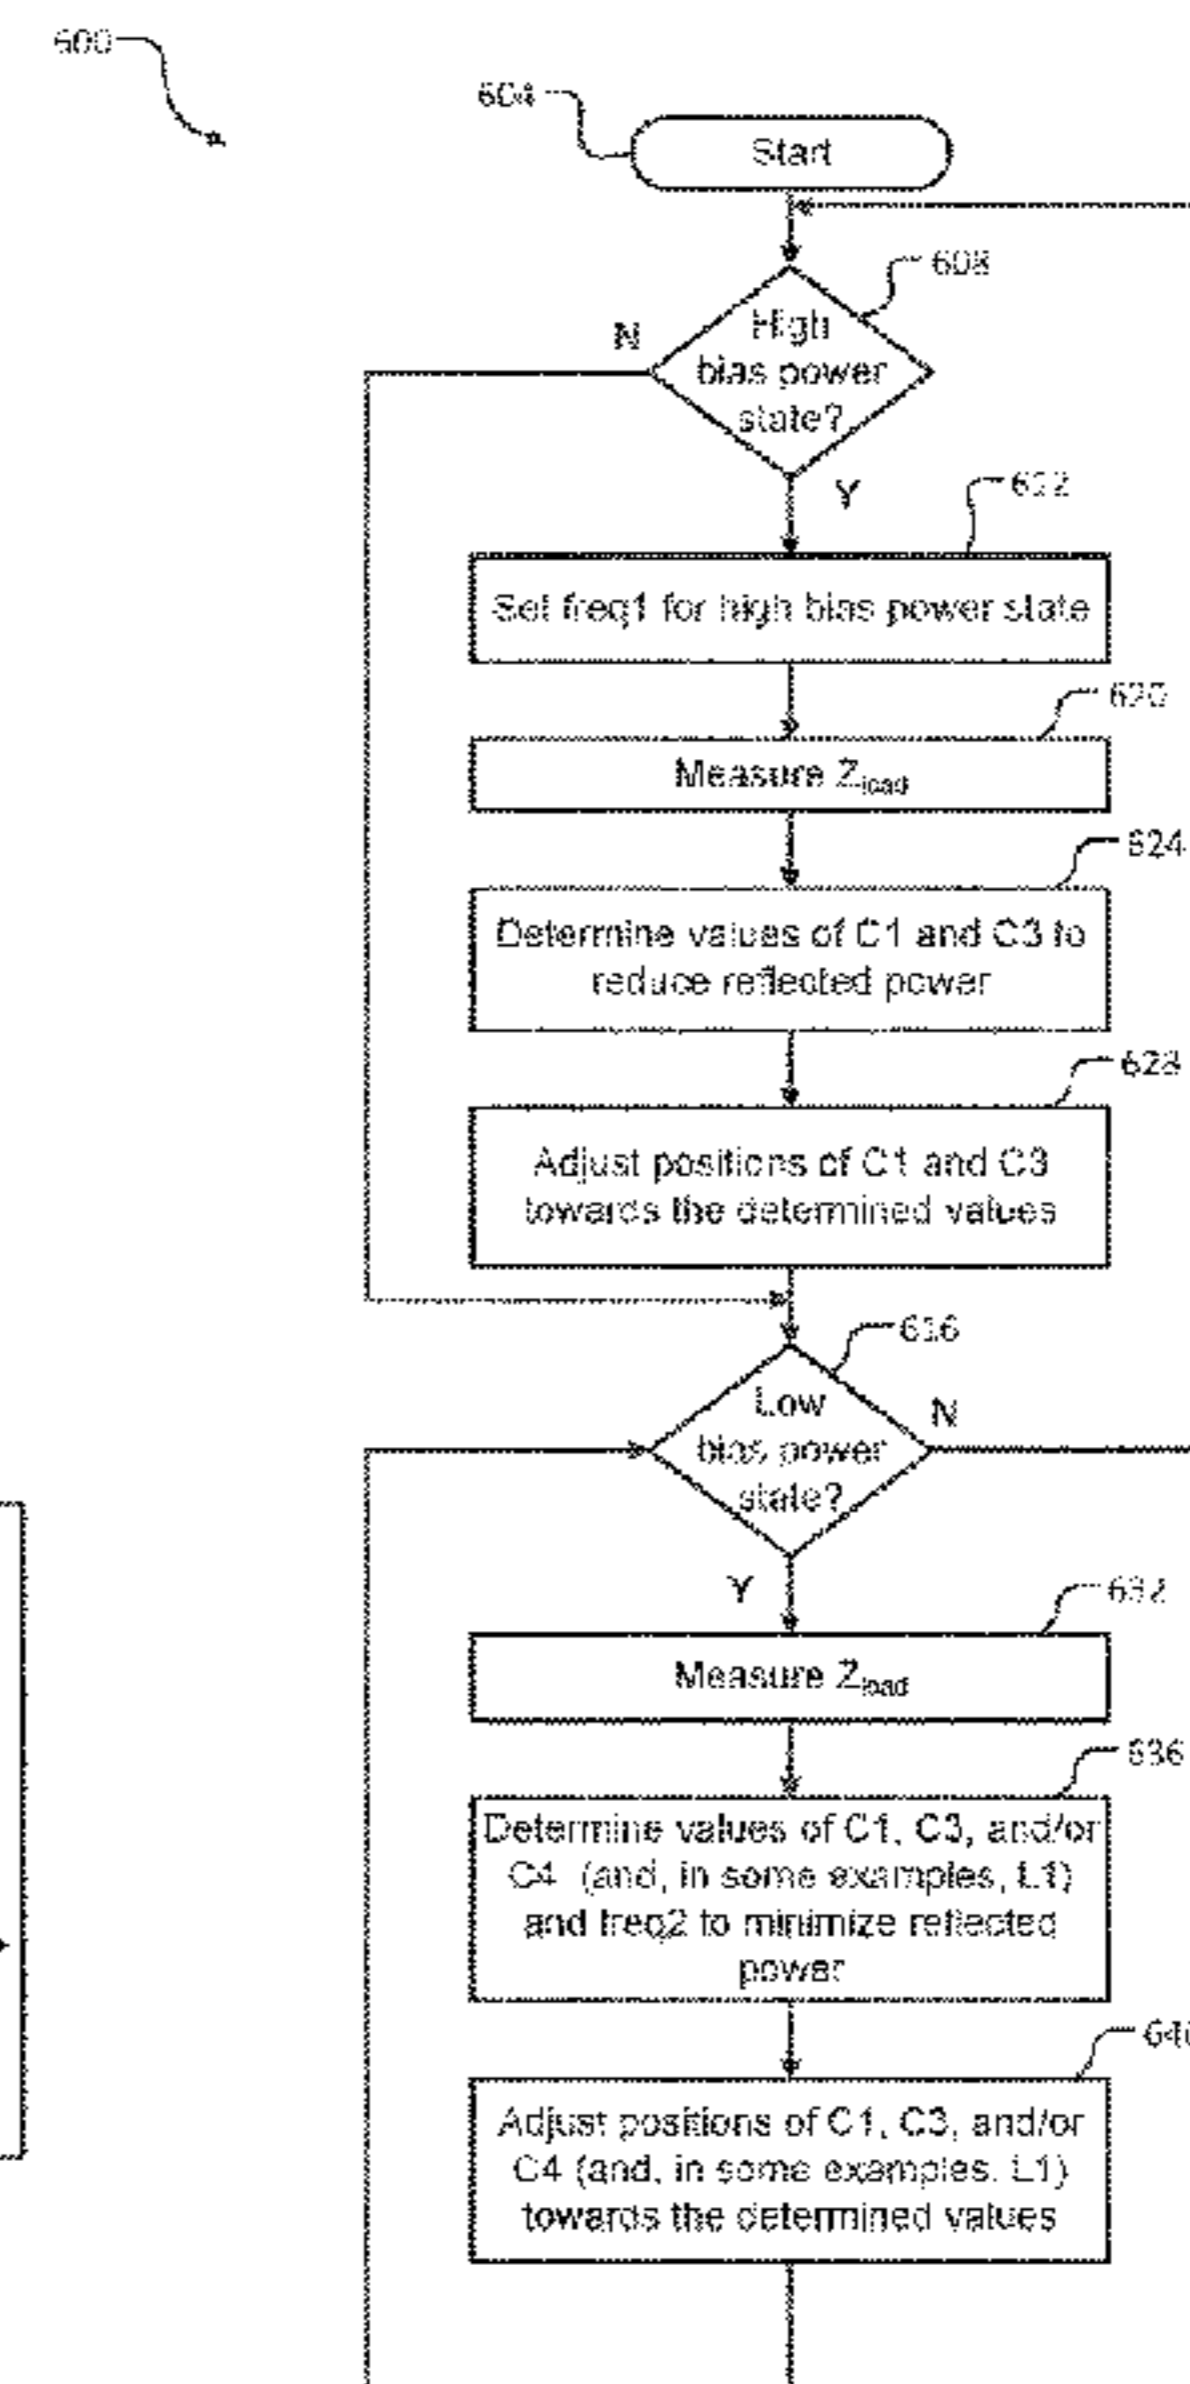 600
604
Start
608
N
High
bias power
state?
Y
Set freq1 for high bias power state
620
Measure Zload
624
Determine values of C1 and C3 to
reduce reflected power
628
Adjust positions of C1 and C3
towards the determined values
616
Low
bias power
state?
N
Y
632
Measure Zload
636
Determine values of C1, C3, and/or
C4 (and, in some examples, L1)
and freq2 to minimize reflected
power
Adjust positions of C1, C3, and/or
C4 (and, in some examples, L1)
towards the determined values